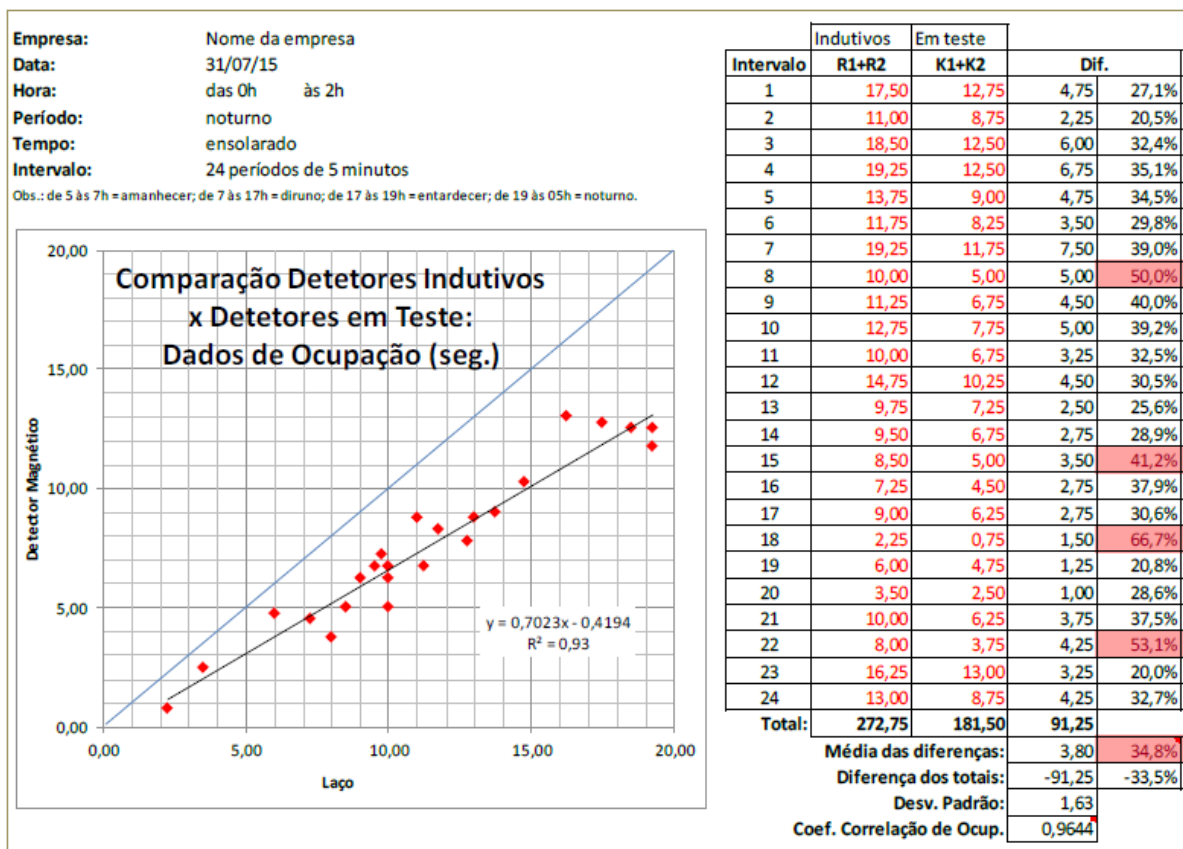 Empresa: Nome da empresa
Data: 31/07/15
Hora: das 0h às 2h
Período: noturno
Tempo: ensolarado
Intervalo: 24 períodos de 5 minutos
Obs.: de 5 às 7h = amanhecer; de 7 às 17h = diruno; de 17 às 19h = entardecer; de 19 às 05h = noturno.
Comparação Detetores Indutivos
x Detetores em Teste:
Dados de Ocupação (seg.)
20,00
15,00
10,00
5,00
0,00
Detector Magnético
y = 0,7023x - 0,4194
R² = 0,93
0,00 5,00 10,00 15,00 20,00
Laço
Indutivos Em teste
Intervalo R1+R2 K1+K2 Dif.
1 17,50 12,75 4,75 27,1%
2 11,00 8,75 2,25 20,5%
3 18,50 12,50 6,00 32,4%
4 19,25 12,50 6,75 35,1%
5 13,75 9,00 4,75 34,5%
6 11,75 8,25 3,50 29,8%
7 19,25 11,75 7,50 39,0%
8 10,00 5,00 5,00 50,0%
9 11,25 6,75 4,50 40,0%
10 12,75 7,75 5,00 39,2%
11 10,00 6,75 3,25 32,5%
12 14,75 10,25 4,50 30,5%
13 9,75 7,25 2,50 25,6%
14 9,50 6,75 2,75 28,9%
15 8,50 5,00 3,50 41,2%
16 7,25 4,50 2,75 37,9%
17 9,00 6,25 2,75 30,6%
18 2,25 0,75 1,50 66,7%
19 6,00 4,75 1,25 20,8%
20 3,50 2,50 1,00 28,6%
21 10,00 6,25 3,75 37,5%
22 8,00 3,75 4,25 53,1%
23 16,25 13,00 3,25 20,0%
24 13,00 8,75 4,25 32,7%
Total: 272,75 181,50 91,25
Média das diferenças: 3,80 34,8%
Diferença dos totais: -91,25 -33,5%
Desv. Padrão: 1,63
Coef. Correlação de Ocup. 0,9644